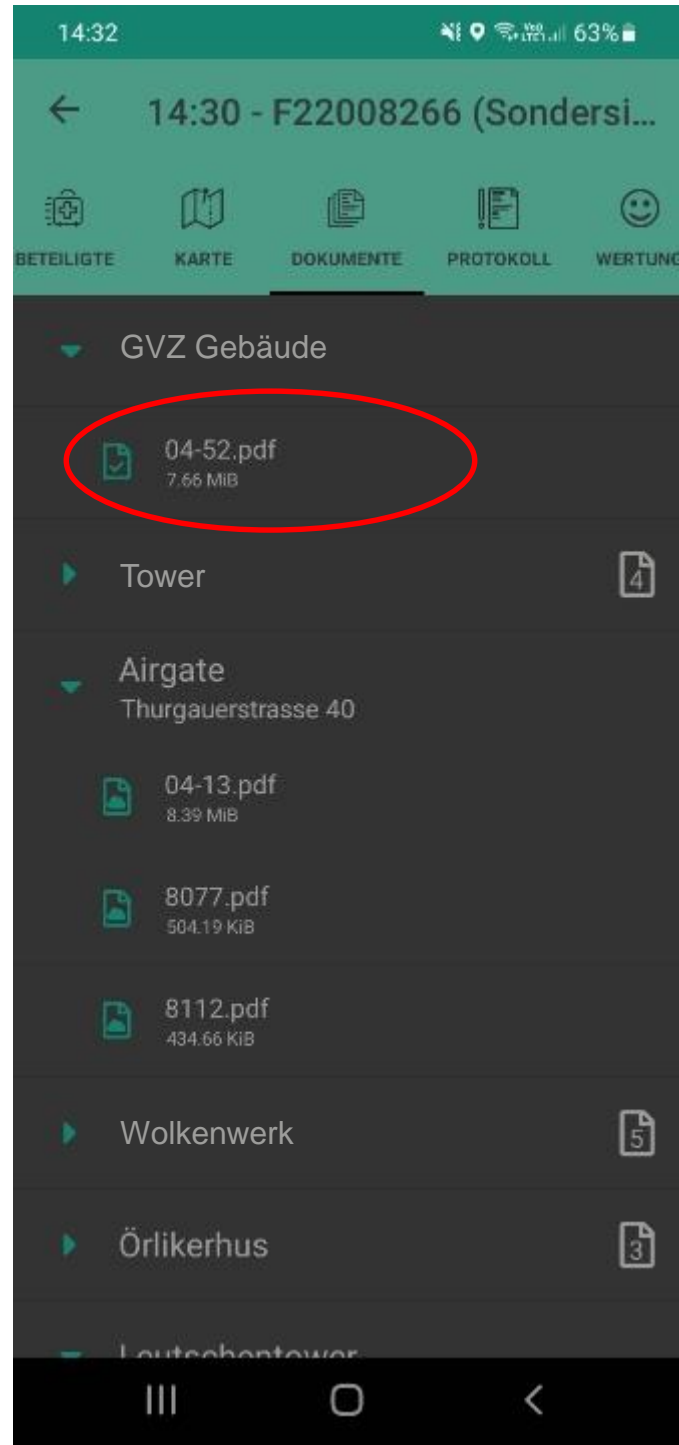 14:32
63%
14:30 - F22008266 (Sondersi...
BETEILIGTE KARTE DOKUMENTE PROTOKOLL WERTUNG
GVZ Gebäude
04-52.pdf
7.66 MiB
Tower
4
Airgate
Thurgauerstrasse 40
04-13.pdf
8.39 MiB
8077.pdf
504.19 KiB
8112.pdf
434.66 KiB
Wolkenwerk
5
Örlikerhus
3
Leutschentower